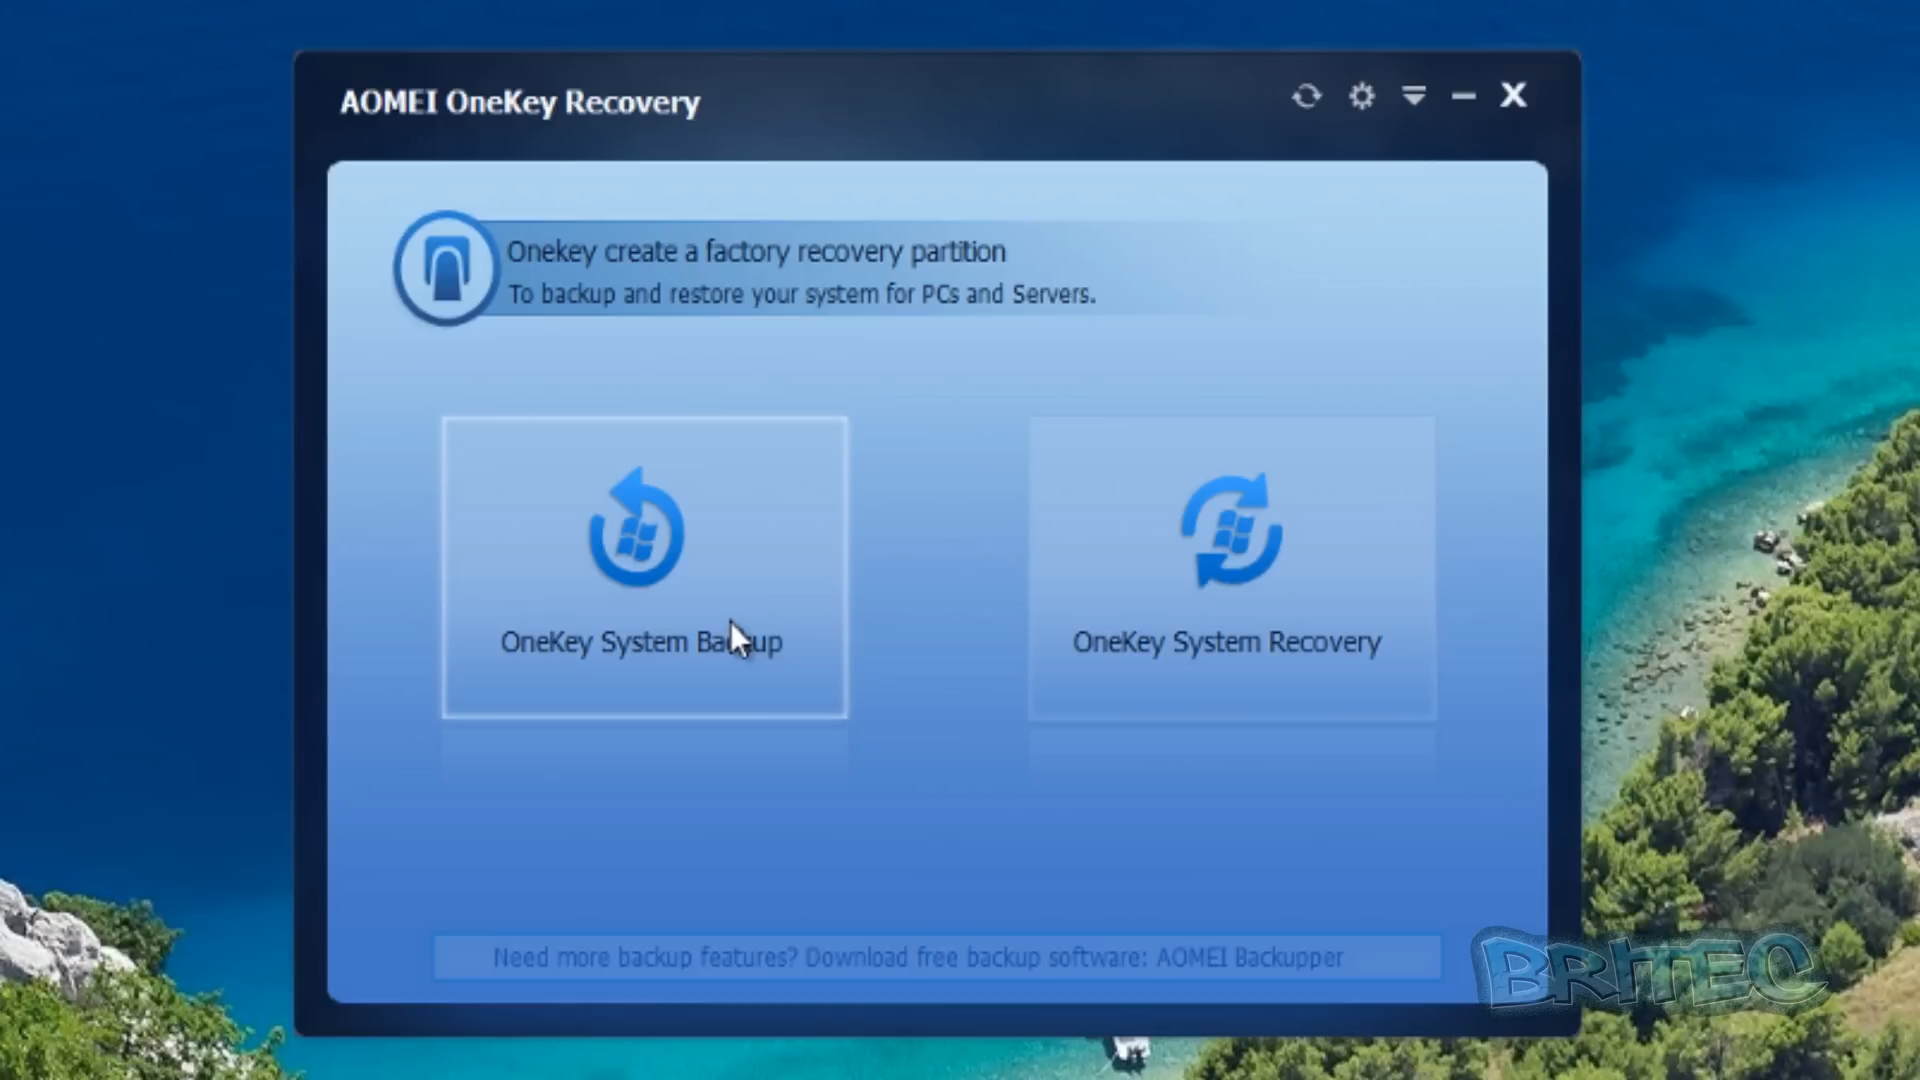 AOMEI OneKey Recovery
Onekey create a factory recovery partition
To backup and restore your system for PCs and Servers.
OneKey System Backup
OneKey System Recovery
Need more backup features? Download free backup software: AOMEI Backupper
BRITEC